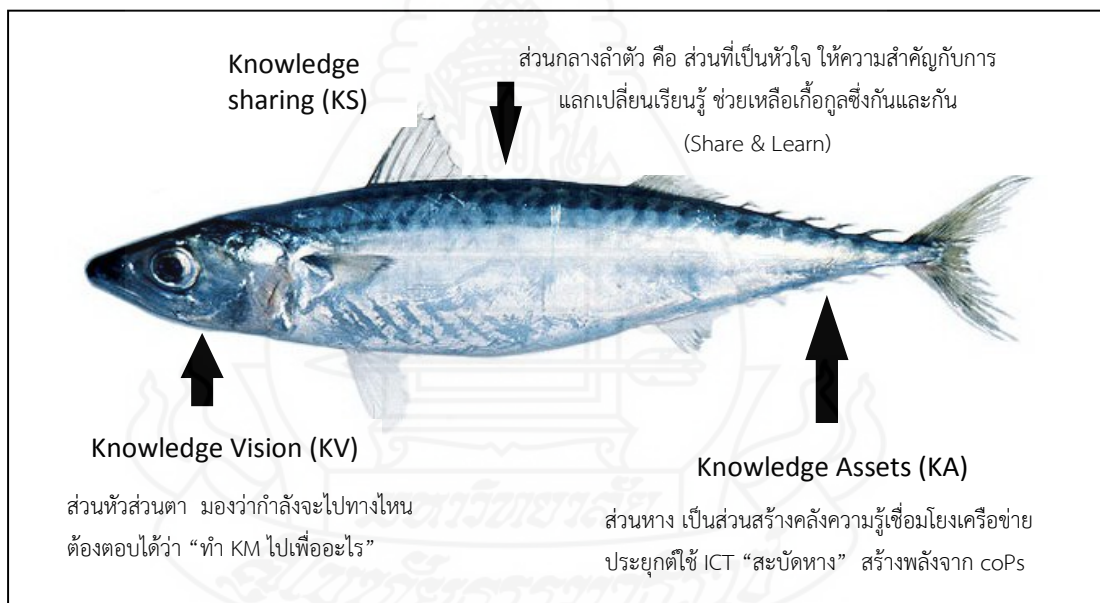 Knowledge
sharing (KS)
ส่วนกลางลำตัว คือ ส่วนที่เป็นหัวใจ ให้ความสำคัญกับการ
แลกเปลี่ยนเรียนรู้ ช่วยเหลือเกื้อกูลซึ่งกันและกัน
(Share & Learn)
Knowledge Vision (KV)
ส่วนหัวส่วนตา มองว่ากำลังจะไปทางไหน
ต้องตอบได้ว่า “ทำ KM ไปเพื่ออะไร”
Knowledge Assets (KA)
ส่วนหาง เป็นส่วนสร้างคลังความรู้เชื่อมโยงเครือข่าย
ประยุกต์ใช้ ICT “สะบัดหาง” สร้างพลังจาก coPs